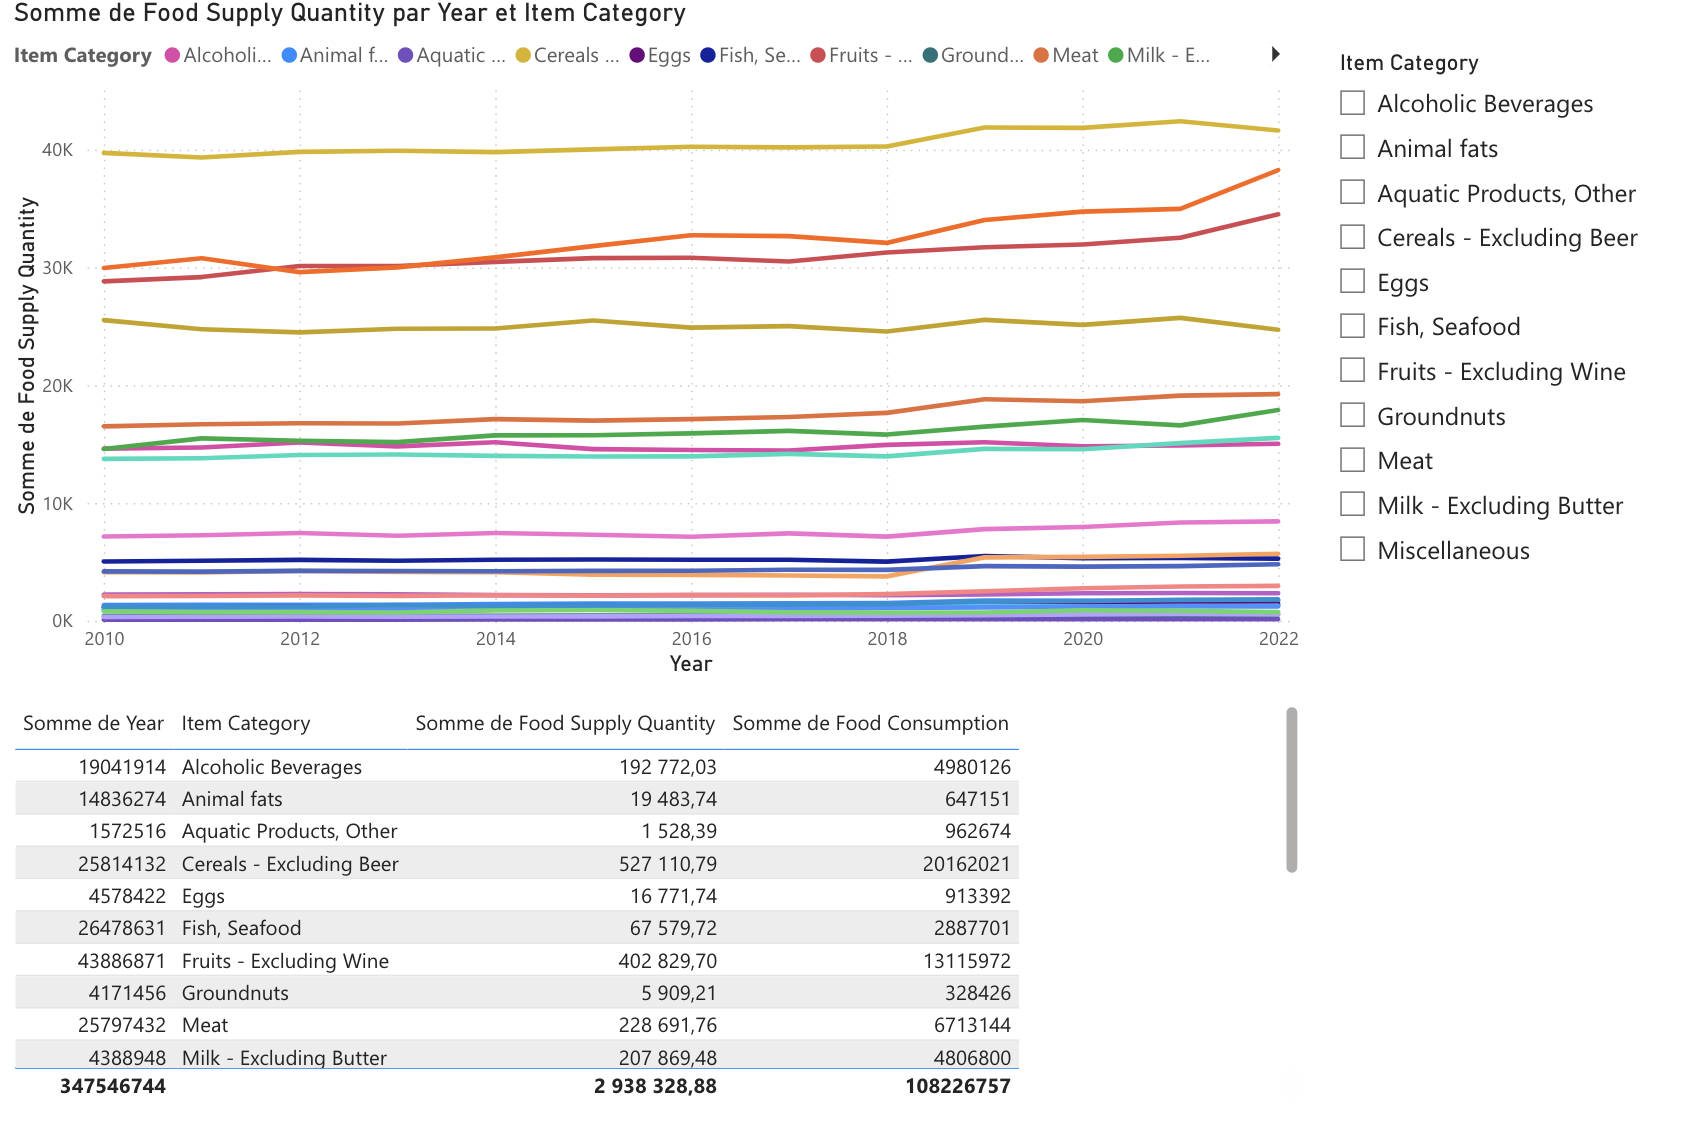 Somme de Food Supply Quantity par Year et Item Category
Item Category Alcoholi... Animal f... Aquatic ... Cereals ... Eggs Fish, Se... Fruits - ... Ground... Meat Milk - E...
Somme de Food Supply Quantity
40K
30K
20K
10K
0K
2010 2012 2014 2016 2018 2020 2022
Year
Item Category
Alcoholic Beverages
Animal fats
Aquatic Products, Other
Cereals - Excluding Beer
Eggs
Fish, Seafood
Fruits - Excluding Wine
Groundnuts
Meat
Milk - Excluding Butter
Miscellaneous
Somme de Year Item Category Somme de Food Supply Quantity Somme de Food Consumption
19041914 Alcoholic Beverages 192 772,03 4980126
14836274 Animal fats 19 483,74 647151
1572516 Aquatic Products, Other 1 528,39 962674
25814132 Cereals - Excluding Beer 527 110,79 20162021
4578422 Eggs 16 771,74 913392
26478631 Fish, Seafood 67 579,72 2887701
43886871 Fruits - Excluding Wine 402 829,70 13115972
4171456 Groundnuts 5 909,21 328426
25797432 Meat 228 691,76 6713144
4388948 Milk - Excluding Butter 207 869,48 4806800
347546744 2 938 328,88 108226757